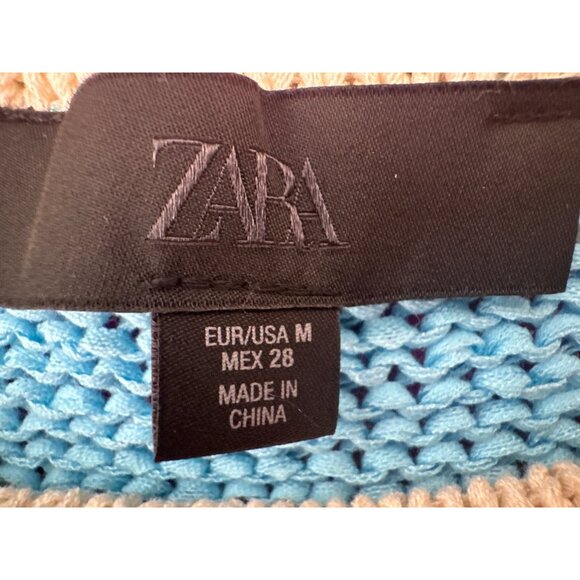 ZARA
EUR/USA M
MEX 28
MADE IN
CHINA